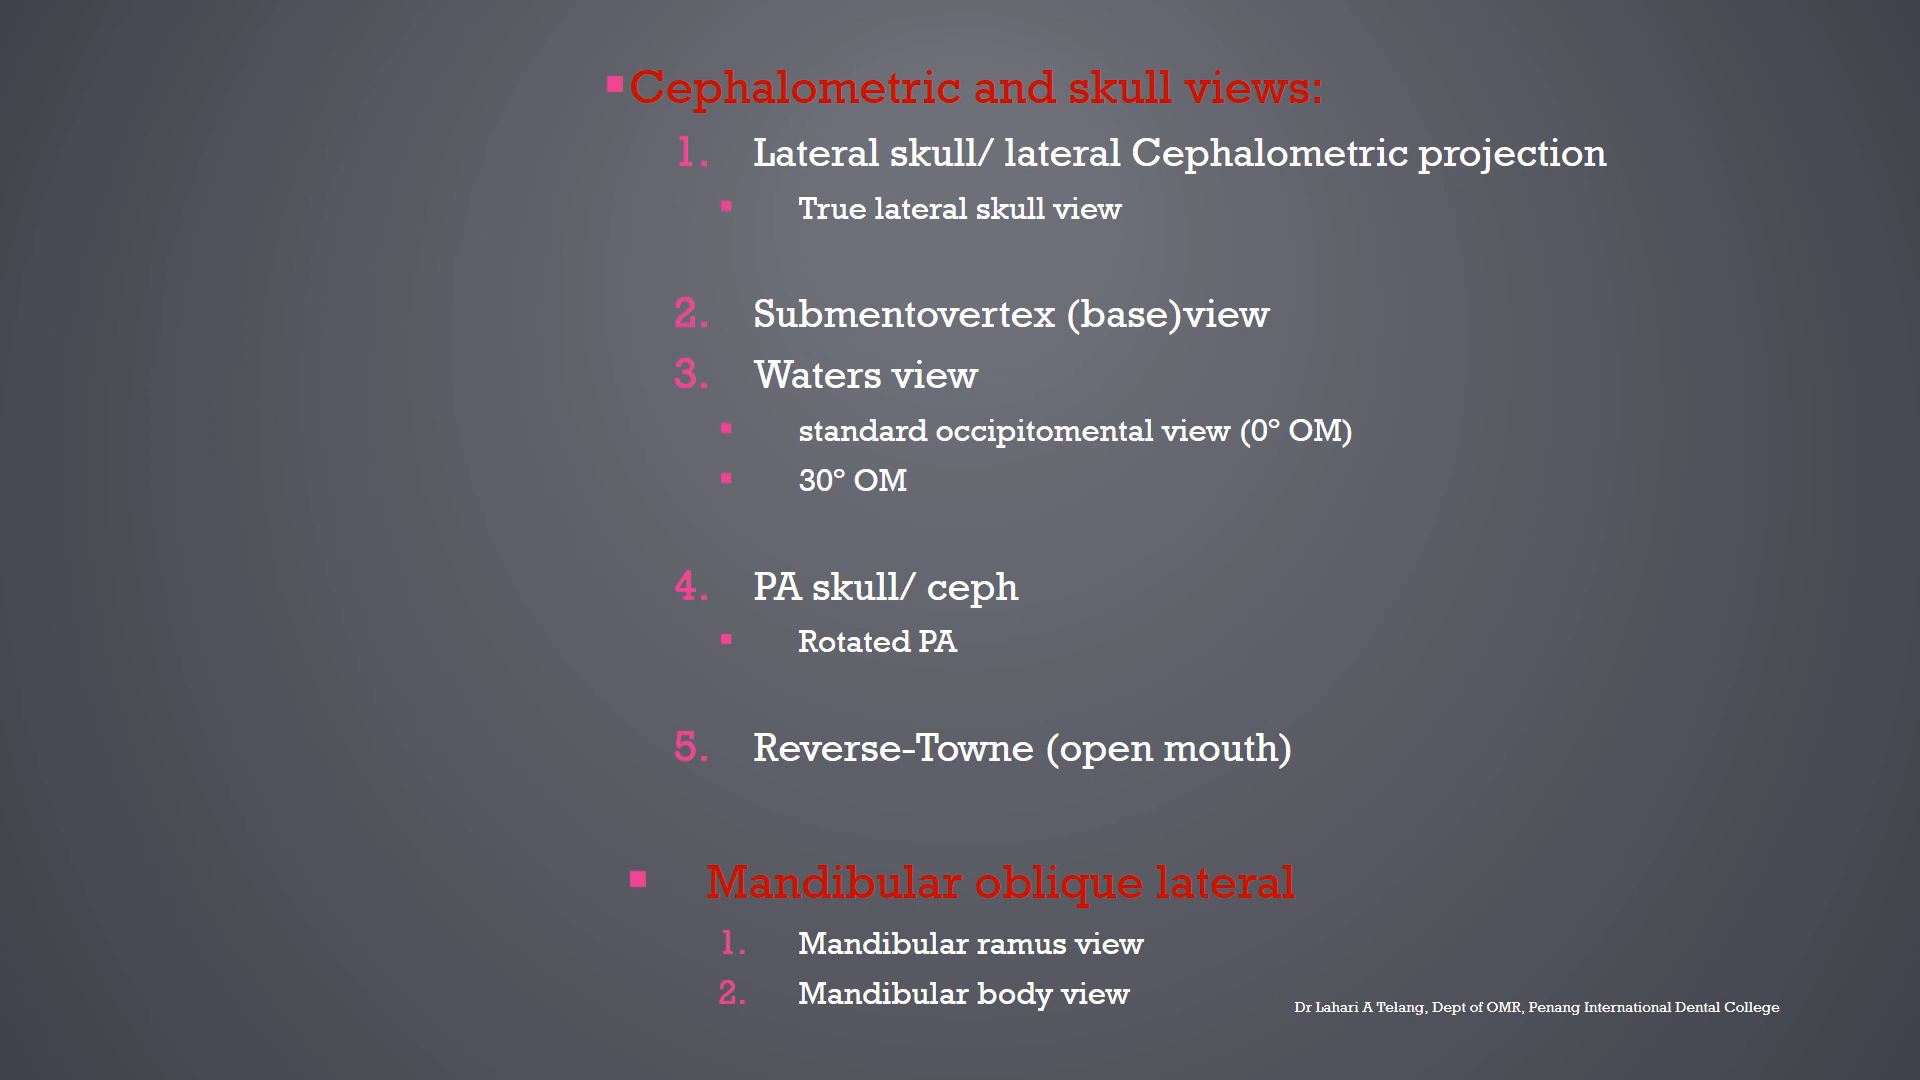 ▪Cephalometric and skull views:
1. Lateral skull/ lateral Cephalometric projection
▪ True lateral skull view
2. Submentovertex (base)view
3. Waters view
▪ standard occipitomental view (0° OM)
▪ 30° OM
4. PA skull/ ceph
▪ Rotated PA
5. Reverse-Towne (open mouth)
▪ Mandibular oblique lateral
1. Mandibular ramus view
2. Mandibular body view
Dr Lahari A Telang, Dept of OMR, Penang International Dental College